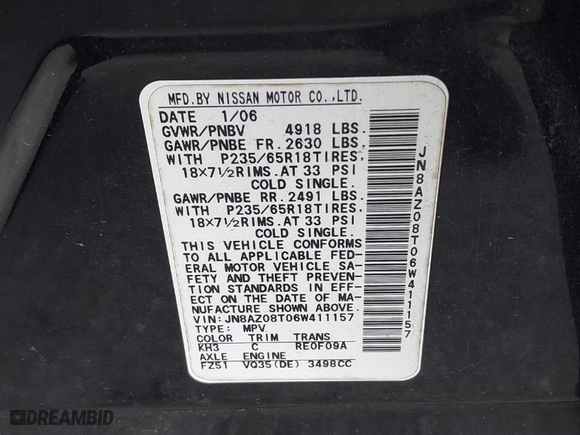 MFD.BY NISSAN MOTOR CO.,LTD.
DATE 1/06
GVWR/PNBV 4918 LBS.
GAWR/PNBE FR. 2630 LBS.
WITH P235/65R18TIRES.
18×7½RIMS.AT 33 PSI
COLD SINGLE.
GAWR/PNBE RR. 2491 LBS.
WITH P235/65R18TIRES.
18×7½RIMS.AT 33 PSI
COLD SINGLE.
THIS VEHICLE CONFORMS
TO ALL APPLICABLE FED-
ERAL MOTOR VEHICLE SA-
FETY AND THEFT PREVEN-
TION STANDARDS IN EFF-
ECT ON THE DATE OF MA-
NUFACTURE SHOWN ABOVE
VIN:JN8AZ08T06W411157
TYPE: MPV
COLOR TRIM TRANS
KH3 C RE0F09A
AXLE ENGINE
FZ51 VQ35(DE) 3498CC
JN8AZ08T06W411157
DREAMBID